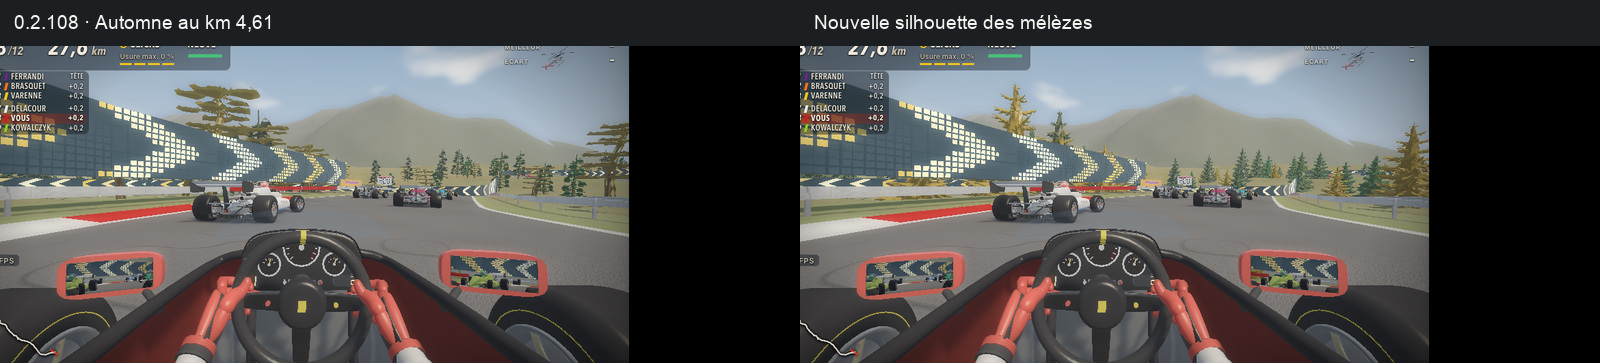 0.2.108 · Automne au km 4,61
/12 27,6 km
Usure max. 0 %
ÉCART
FERRANDI TÊTE
BRASQUET +0,2
VARENNE +0,2
DELACOUR +0,2
VOUS +0,2
KOWALCZYK +0,2
FPS
Nouvelle silhouette des mélèzes
/12 27,6 km
Usure max. 0 %
ÉCART
FERRANDI TÊTE
BRASQUET +0,2
VARENNE +0,2
DELACOUR +0,2
VOUS +0,2
KOWALCZYK +0,2
FPS